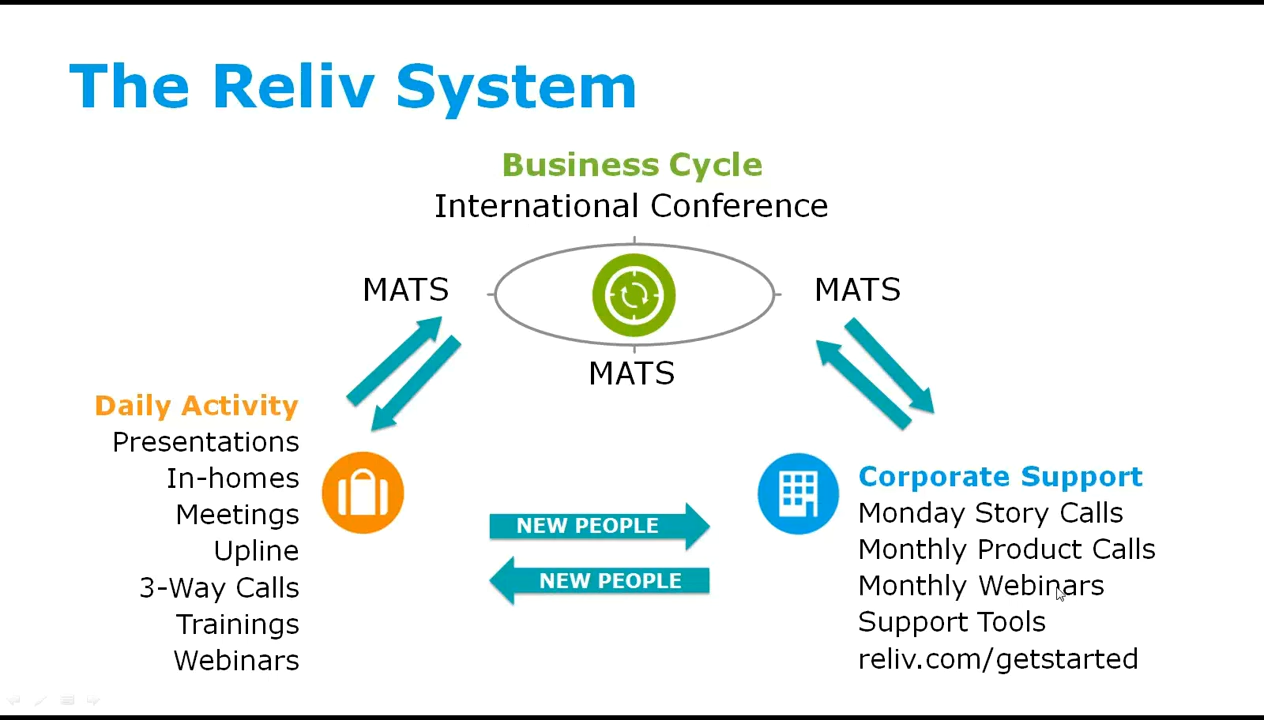 The Reliv System
Business Cycle
International Conference
MATS
MATS
MATS
Daily Activity
Presentations
In-homes
Meetings
Upline
3-Way Calls
Trainings
Webinars
NEW PEOPLE
NEW PEOPLE
Corporate Support
Monday Story Calls
Monthly Product Calls
Monthly Webinars
Support Tools
reliv.com/getstarted